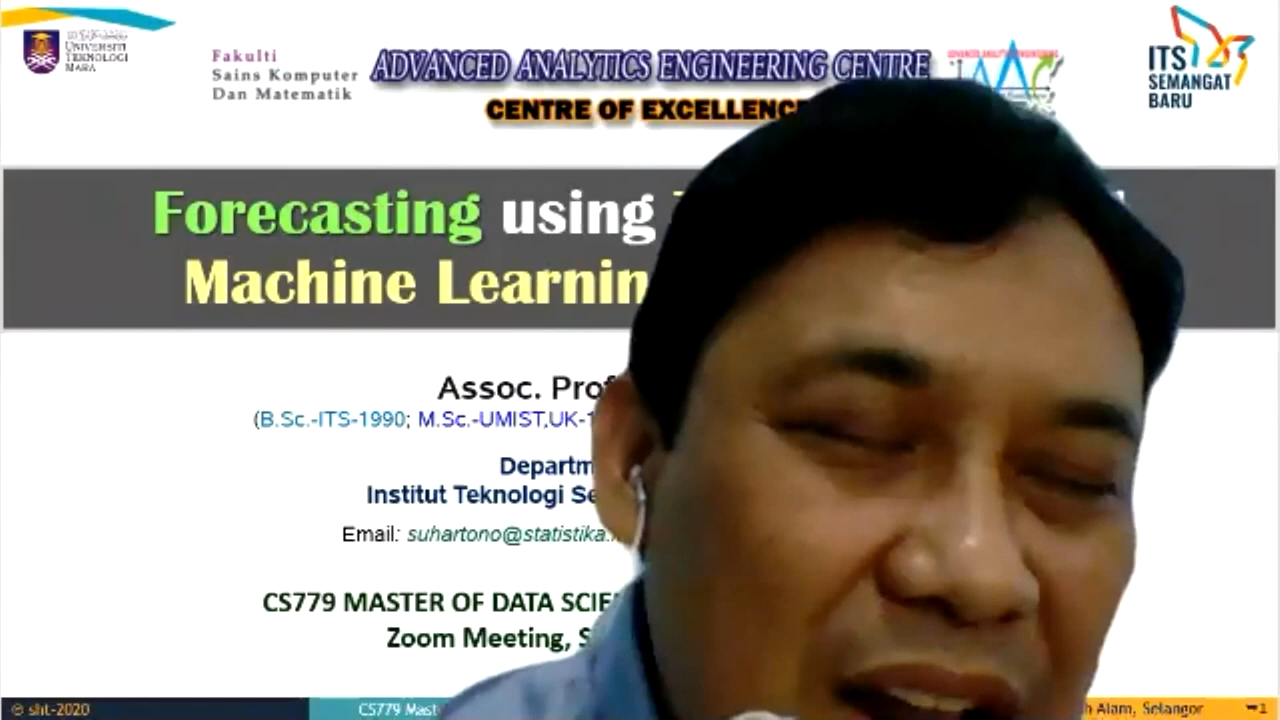 UNIVERSITI
TEKNOLOGI
MARA
Fakulti
Sains Komputer
Dan Matematik
ADVANCED ANALYTICS ENGINEERING CENTRE
CENTRE OF EXCELLENCE
ITS
SEMANGAT
BARU
Forecasting using
Machine Learnin
Assoc. Prof
(B.Sc.-ITS-1990; M.Sc.-UMIST,UK-1
Departm
Institut Teknologi Se
Email: suhartono@statistika.
CS779 MASTER OF DATA SCIE
Zoom Meeting, S
© sht-2020
CS779 Mast
h Alam, Selangor
1